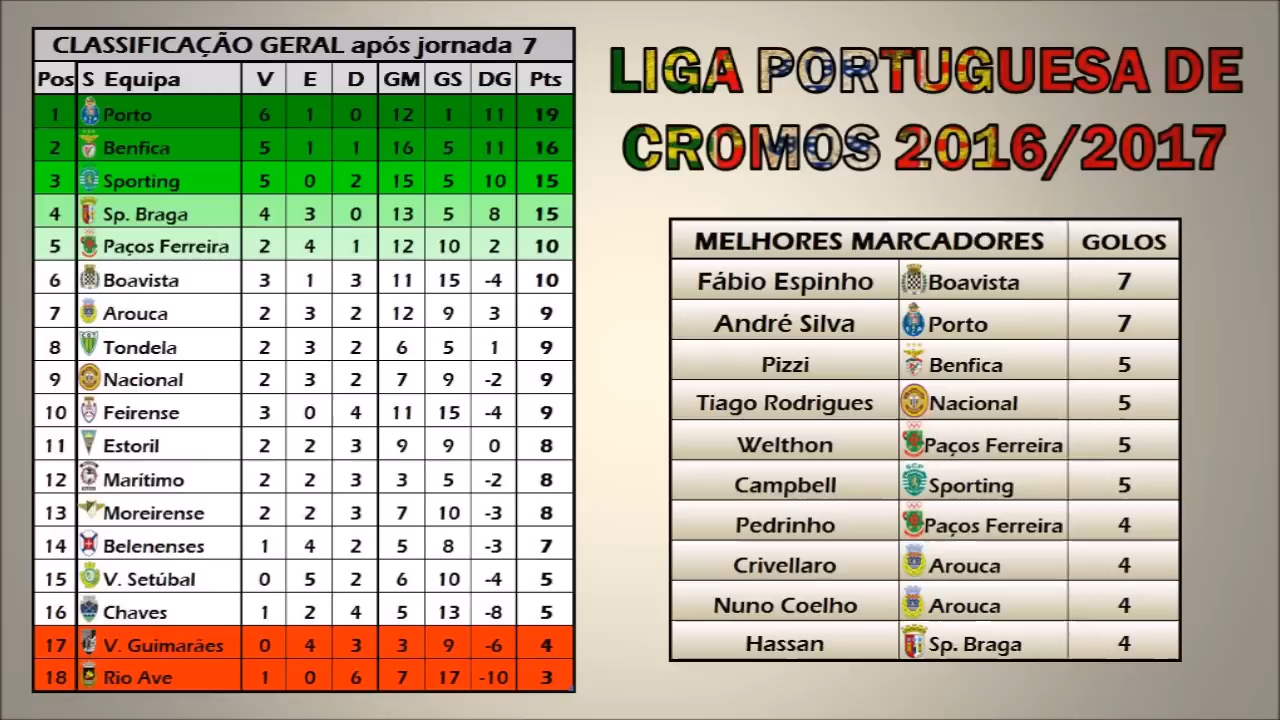 CLASSIFICAÇÃO GERAL após jornada 7
Pos S Equipa V E D GM GS DG Pts
1 Porto 6 1 0 12 1 11 19
2 Benfica 5 1 1 16 5 11 16
3 Sporting 5 0 2 15 5 10 15
4 Sp. Braga 4 3 0 13 5 8 15
5 Paços Ferreira 2 4 1 12 10 2 10
6 Boavista 3 1 3 11 15 -4 10
7 Arouca 2 3 2 12 9 3 9
8 Tondela 2 3 2 6 5 1 9
9 Nacional 2 3 2 7 9 -2 9
10 Feirense 3 0 4 11 15 -4 9
11 Estoril 2 2 3 9 9 0 8
12 Marítimo 2 2 3 3 5 -2 8
13 Moreirense 2 2 3 7 10 -3 8
14 Belenenses 1 4 2 5 8 -3 7
15 V. Setúbal 0 5 2 6 10 -4 5
16 Chaves 1 2 4 5 13 -8 5
17 V. Guimarães 0 4 3 3 9 -6 4
18 Rio Ave 1 0 6 7 17 -10 3
LIGA PORTUGUESA DE
CROMOS 2016/2017
MELHORES MARCADORES GOLOS
Fábio Espinho Boavista 7
André Silva Porto 7
Pizzi Benfica 5
Tiago Rodrigues Nacional 5
Welthon Paços Ferreira 5
Campbell Sporting 5
Pedrinho Paços Ferreira 4
Crivellaro Arouca 4
Nuno Coelho Arouca 4
Hassan Sp. Braga 4